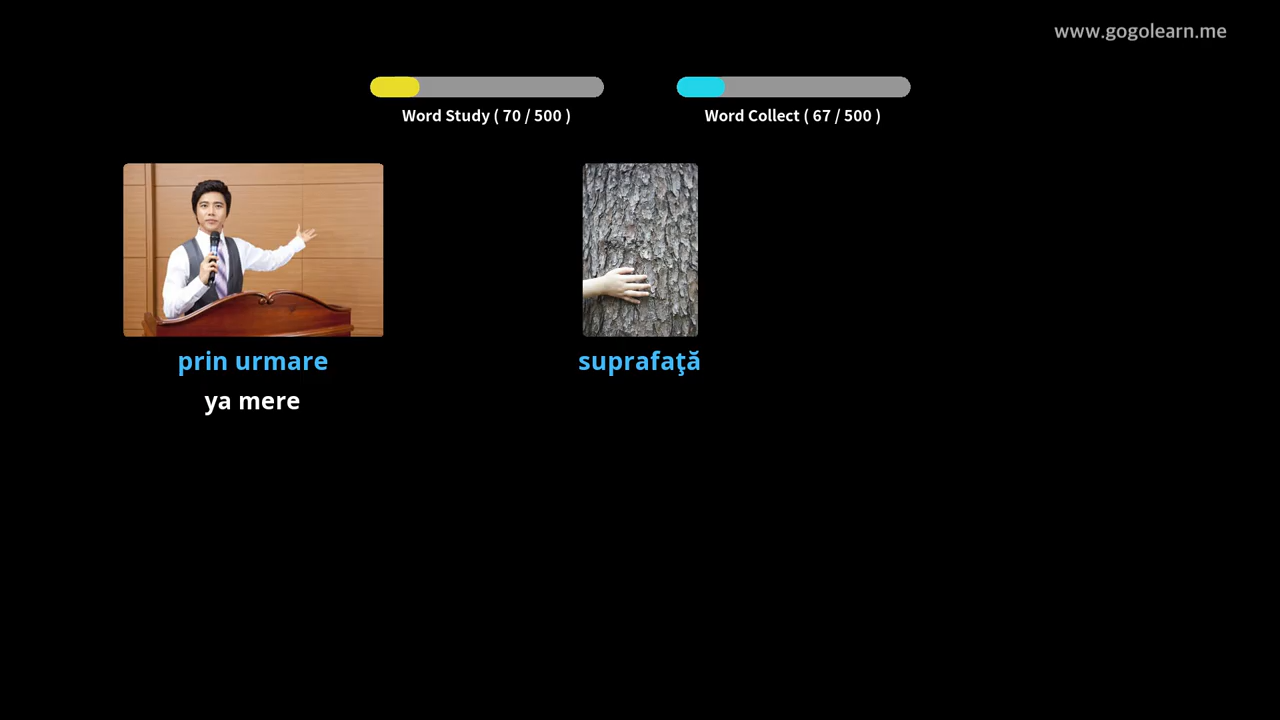 www.gogolearn.me
Word Study ( 70 / 500 )
Word Collect ( 67 / 500 )
prin urmare
ya mere
suprafaţă